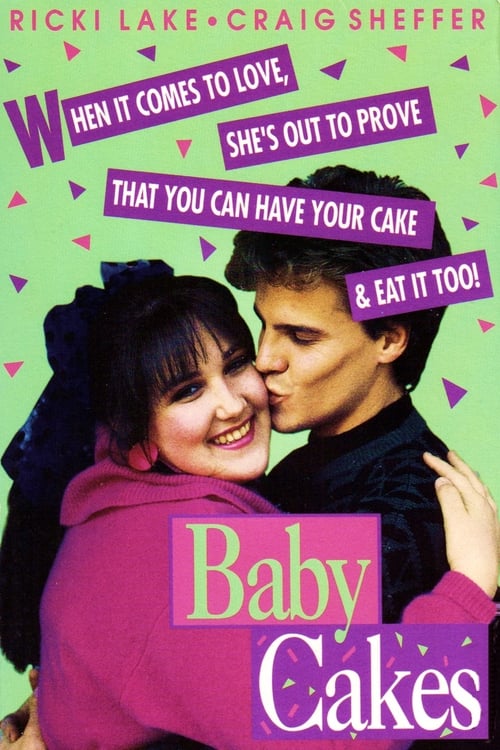 RICKI LAKE • CRAIG SHEFFER
WHEN IT COMES TO LOVE,
SHE'S OUT TO PROVE
THAT YOU CAN HAVE YOUR CAKE
& EAT IT TOO!
Baby
Cakes